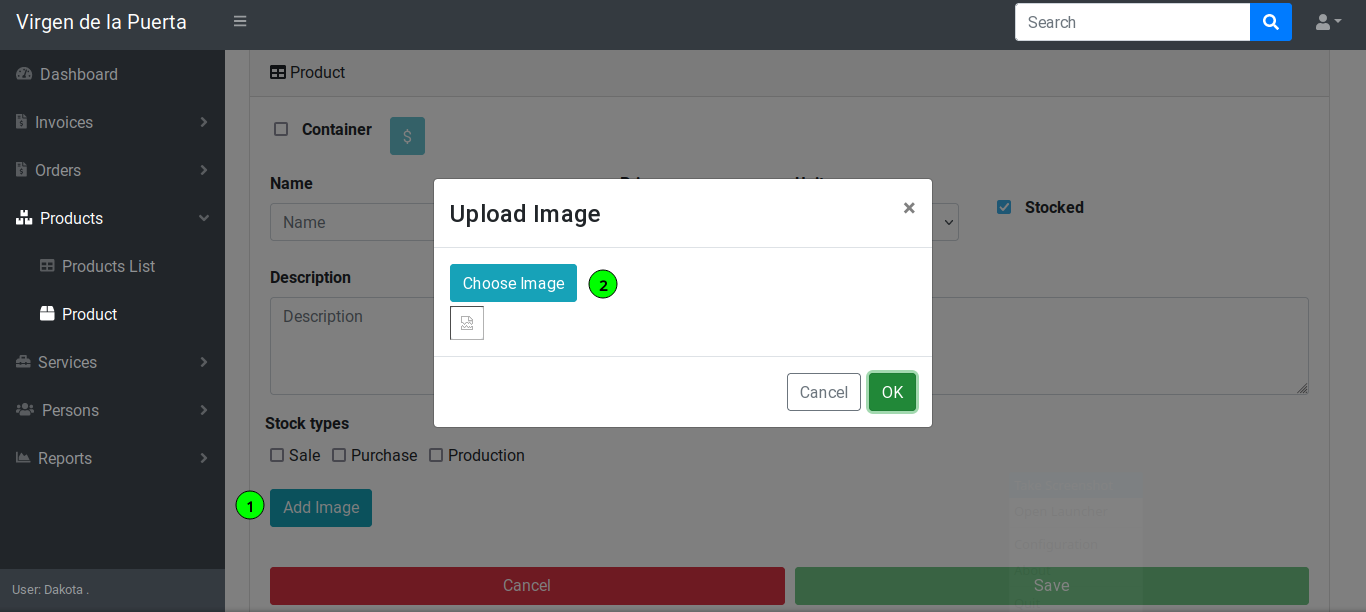 Virgen de la Puerta
Search
Dashboard
Invoices
Orders
Products
Products List
Product
Services
Persons
Reports
User: Dakota .
Product
Container
$
Name
Name
Stocked
Description
Description
Stock types
Sale Purchase Production
1
Add Image
Cancel
Save
Upload Image
×
Choose Image
2
Cancel
OK